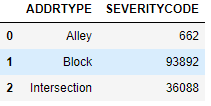 ADDRTYPE SEVERITYCODE
0 Alley 662
1 Block 93892
2 Intersection 36088